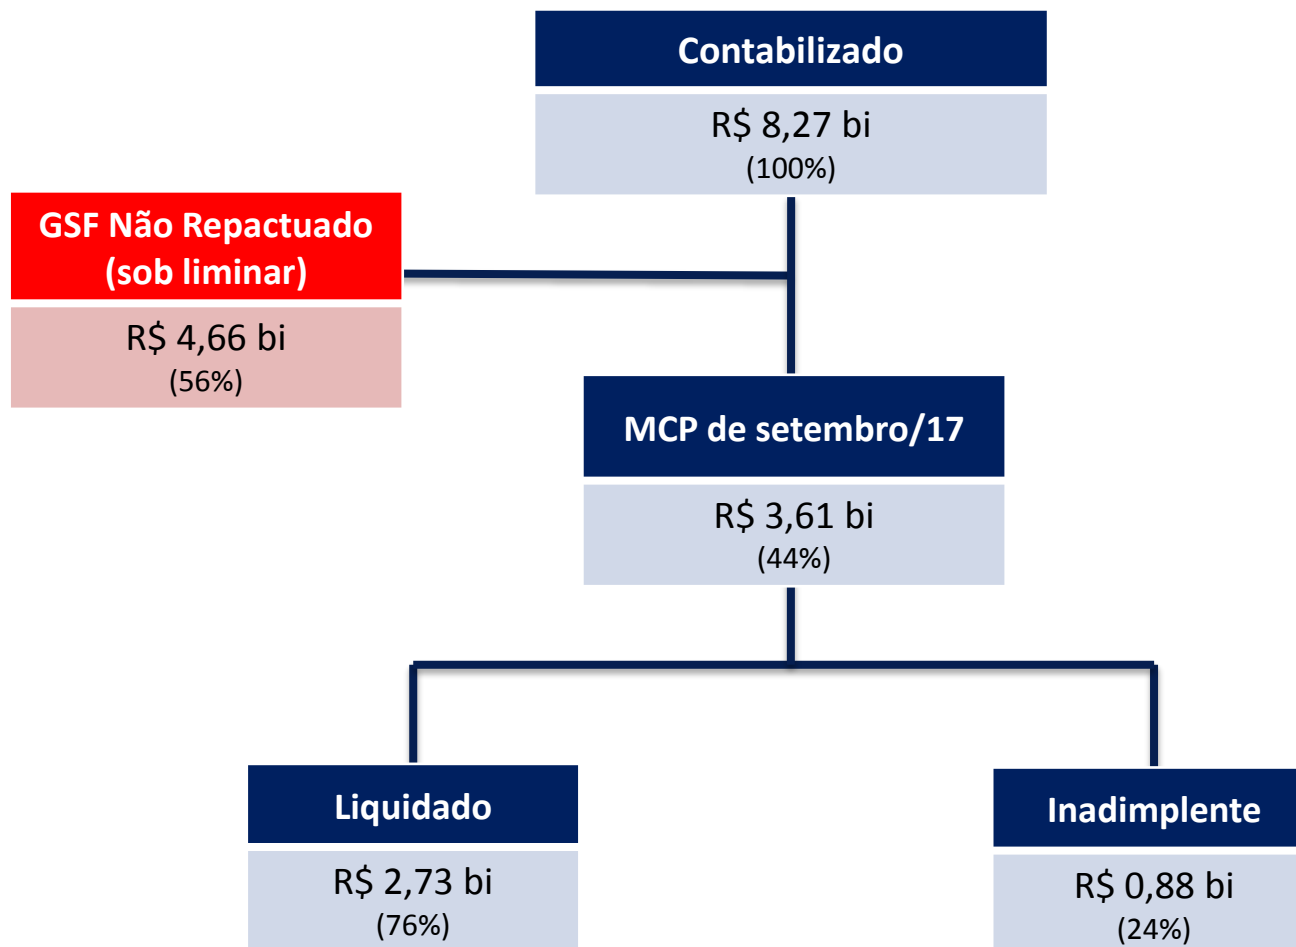 Contabilizado
R$ 8,27 bi
(100%)
GSF Não Repactuado
(sob liminar)
R$ 4,66 bi
(56%)
MCP de setembro/17
R$ 3,61 bi
(44%)
Liquidado
R$ 2,73 bi
(76%)
Inadimplente
R$ 0,88 bi
(24%)